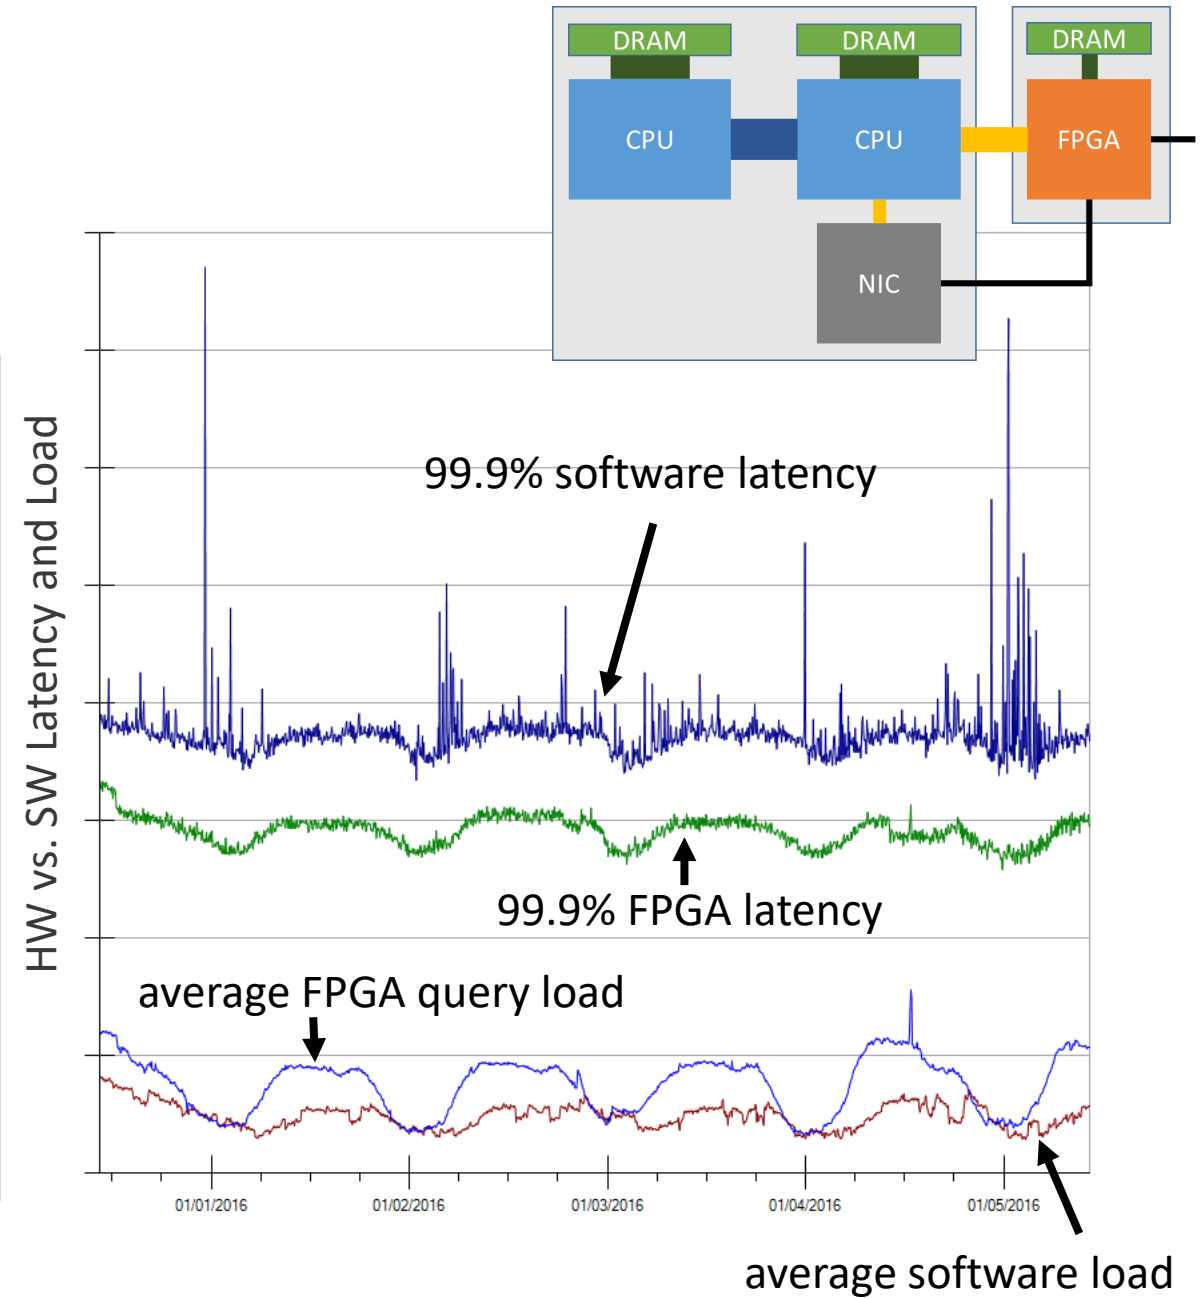 DRAM
DRAM
DRAM
CPU
CPU
FPGA
NIC
HW vs. SW Latency and Load
99.9% software latency
99.9% FPGA latency
average FPGA query load
01/01/2016
01/02/2016
01/03/2016
01/04/2016
01/05/2016
average software load